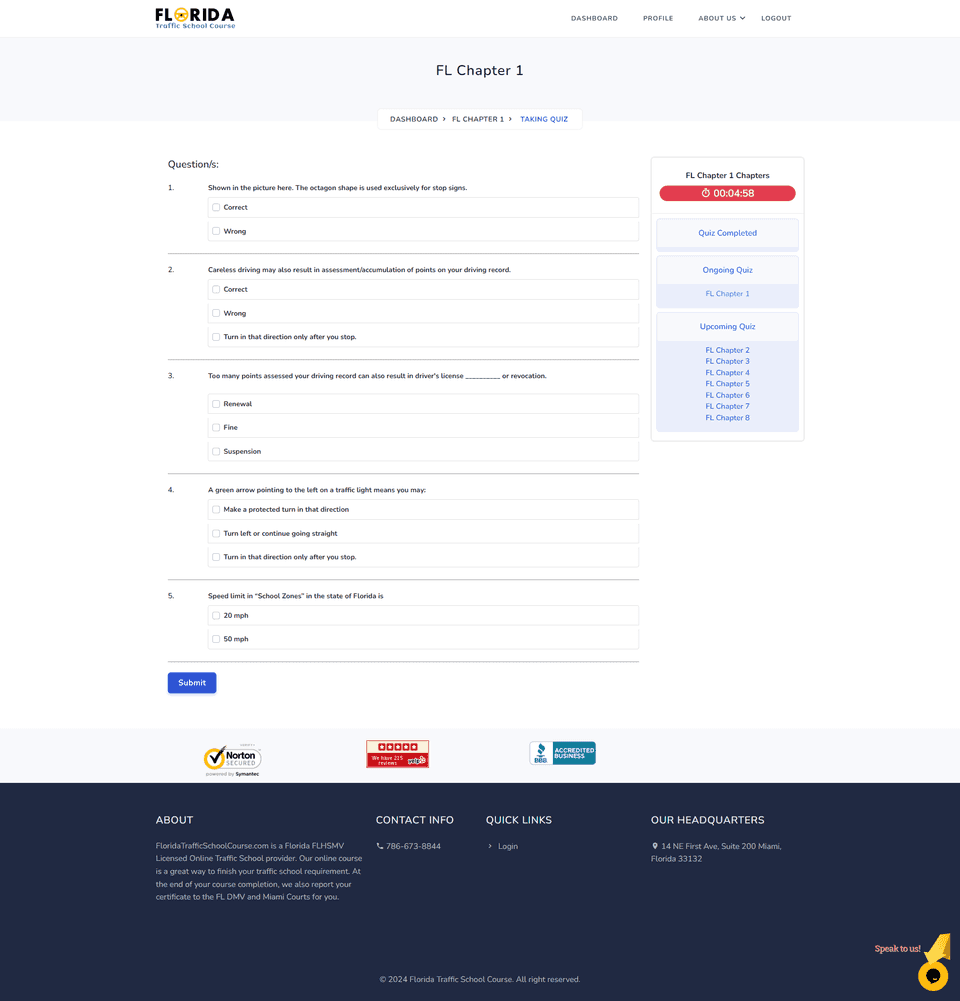 FLORIDA
Traffic School Course
DASHBOARD
PROFILE
ABOUT US
LOGOUT
FL Chapter 1
DASHBOARD > FL CHAPTER 1 > TAKING QUIZ
Question/s:
1. Shown in the picture here. The octagon shape is used exclusively for stop signs.
Correct
Wrong
2. Careless driving may also result in assessment/accumulation of points on your driving record.
Correct
Wrong
Turn in that direction only after you stop.
3. Too many points assessed your driving record can also result in driver's license __________ or revocation.
Renewal
Fine
Suspension
4. A green arrow pointing to the left on a traffic light means you may:
Make a protected turn in that direction
Turn left or continue going straight
Turn in that direction only after you stop.
5. Speed limit in “School Zones” in the state of Florida is
20 mph
50 mph
Submit
FL Chapter 1 Chapters
00:04:58
Quiz Completed
Ongoing Quiz
FL Chapter 1
Upcoming Quiz
FL Chapter 2
FL Chapter 3
FL Chapter 4
FL Chapter 5
FL Chapter 6
FL Chapter 7
FL Chapter 8
Norton
SECURED
powered by Symantec
We have 215
reviews
yelp
BBB
ACCREDITED
BUSINESS
ABOUT
FloridaTrafficSchoolCourse.com is a Florida FLHSMV
Licensed Online Traffic School provider. Our online course
is a great way to finish your traffic school requirement. At
the end of your course completion, we also report your
certificate to the FL DMV and Miami Courts for you.
CONTACT INFO
786-673-8844
QUICK LINKS
> Login
OUR HEADQUARTERS
14 NE First Ave, Suite 200 Miami,
Florida 33132
Speak to us!
© 2024 Florida Traffic School Course. All right reserved.